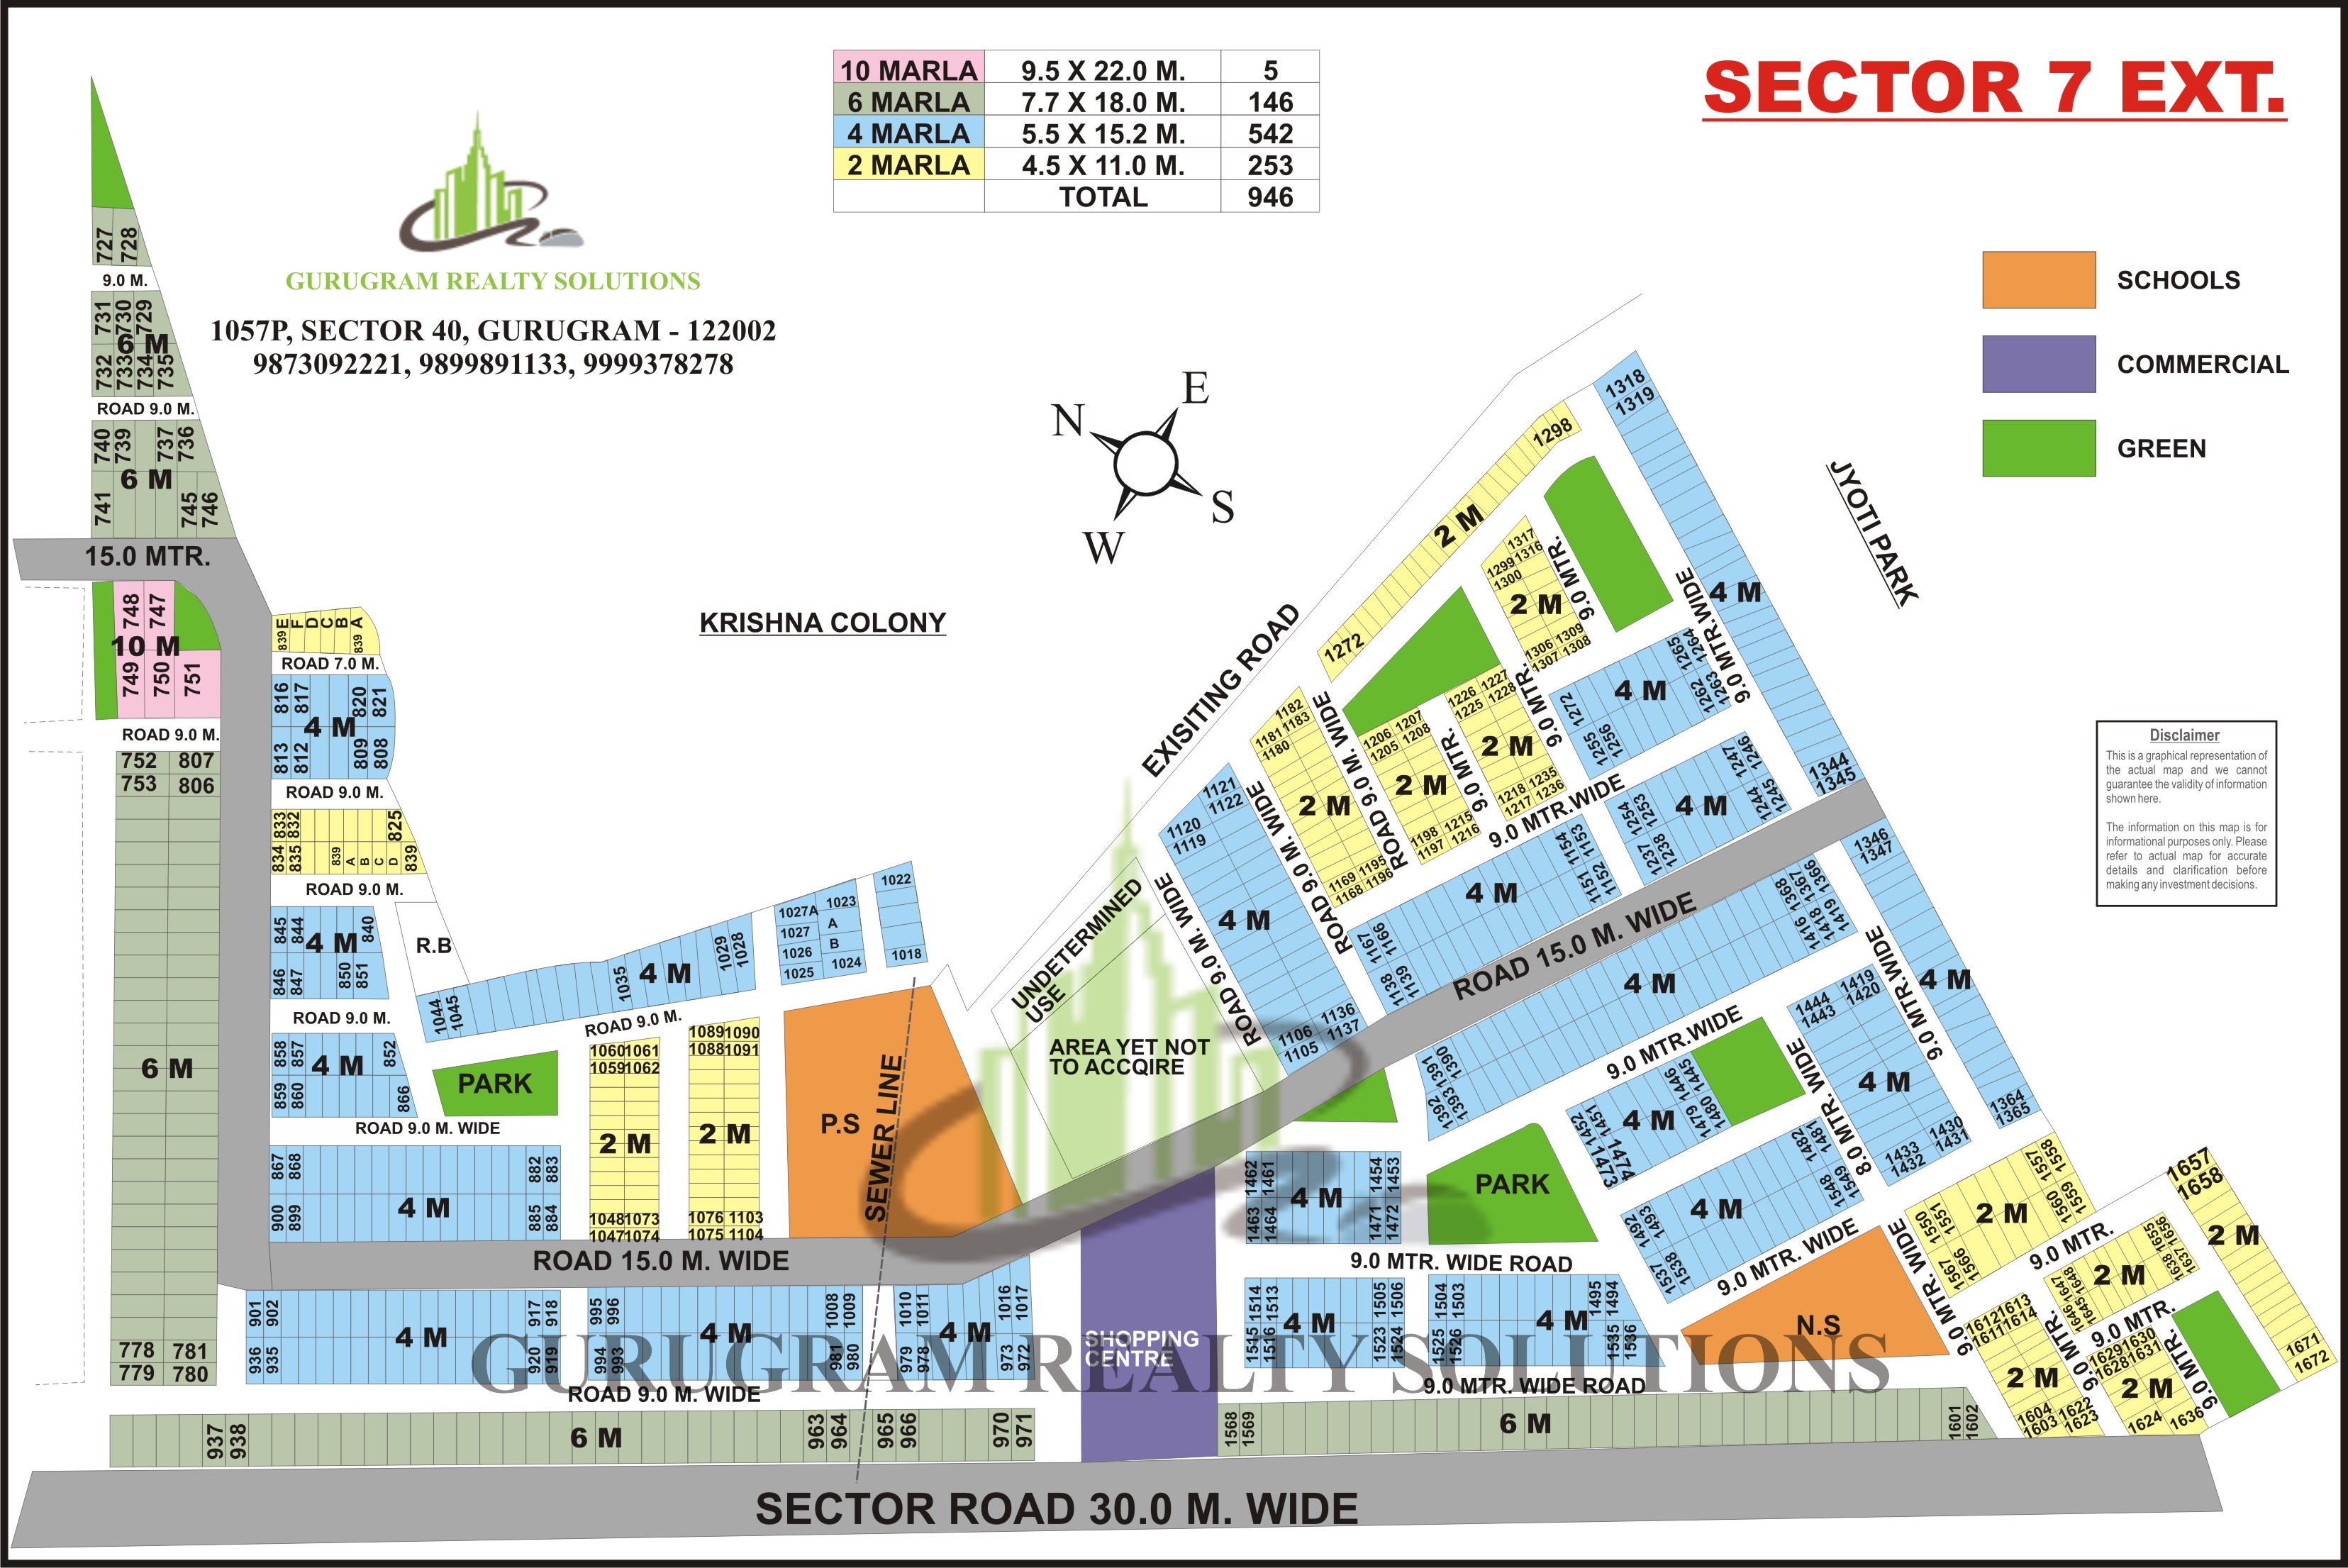 SECTOR 7 EXT.
10 MARLA 9.5 X 22.0 M. 5
6 MARLA 7.7 X 18.0 M. 146
4 MARLA 5.5 X 15.2 M. 542
2 MARLA 4.5 X 11.0 M. 253
TOTAL 946
GURUGRAM REALTY SOLUTIONS
1057P, SECTOR 40, GURUGRAM - 122002
9873092221, 9899891133, 9999378278
SCHOOLS
COMMERCIAL
GREEN
N
E
S
W
KRISHNA COLONY
JYOTI PARK
EXISITING ROAD
Disclaimer
This is a graphical representation of
the actual map and we cannot
guarantee the validity of information
shown here.
The information on this map is for
informational purposes only. Please
refer to actual map for accurate
details and clarification before
making any investment decisions.
727 728
9.0 M.
731 730 729
6 M
732 733 734 735
ROAD 9.0 M.
740 739 737 736
6 M
741 745 746
15.0 MTR.
748 747
10 M
749 750 751
ROAD 9.0 M.
752 807
753 806
6 M
778 781
779 780
839 E F D C B A 839
ROAD 7.0 M.
816 817 820 821
4 M
813 812 809 808
ROAD 9.0 M.
833 832 825
834 835 839 A B C D 839
ROAD 9.0 M.
845 844 840
4 M
846 847 850 851
R.B
ROAD 9.0 M.
858 857 852
4 M
859 860 866
PARK
ROAD 9.0 M. WIDE
867 868 882 883
4 M
900 899 885 884
1044 1045 1035 4 M 1029 1028
ROAD 9.0 M.
1027A 1023
1027 A
1026 B
1025 1024
1022
1018
1060 1061
1059 1062
2 M
1048 1073
1047 1074
1089 1090
1088 1091
2 M
1076 1103
1075 1104
P.S
SEWER LINE
UNDETERMINED
USE
AREA YET NOT
TO ACCQIRE
ROAD 15.0 M. WIDE
901 902 917 918
4 M
936 935 920 919
995 996 1008 1009
4 M
994 993 981 980
1010 1011 1016 1017
4 M
979 978 973 972
ROAD 9.0 M. WIDE
937 938 6 M 963 964 965 966 970 971
SHOPPING
CENTRE
SECTOR ROAD 30.0 M. WIDE
1318
1319
4 M
1344
1345
1298
2 M
1272
1317
1299 1316
1300
2 M
1306 1309
1307 1308
9.0 MTR.
9.0 MTR.WIDE
1265 1264
4 M
1272 1262 1263
1255 1256
1182
1181 1183
1180
2 M
1169 1195
1168 1196
ROAD 9.0 M. WIDE
1206 1207
1205 1208
2 M
1198 1215
1197 1216
9.0 MTR.
1226 1227
1225 1228
2 M
1218 1235
1217 1236
9.0 MTR.
9.0 MTR.WIDE
1121
1120 1122
1119
4 M
1106 1136
1105 1137
ROAD 9.0 M. WIDE
ROAD 9.0 M. WIDE
1167 1166 1154 1153
4 M
1138 1139 1151 1152
1254 1253 1247 1246
4 M
1237 1238 1244 1245
ROAD 15.0 M. WIDE
1346
1347
4 M
1364
1365
1391 1390 1368 1367 1366
4 M
1392 1393 1416 1418 1419
9.0 MTR.WIDE
9.0 MTR.WIDE
1444 1419
1443 1420
4 M
1433 1430
1432 1431
8.0 MTR. WIDE
1452 1451 1446 1445
4 M
1473 1474 1479 1480
1492 1493 1482 1481
4 M
1537 1538 1548 1549
9.0 MTR. WIDE
PARK
1462 1461 1454 1453
4 M
1463 1464 1471 1472
9.0 MTR. WIDE ROAD
1514 1513 1505 1506
4 M
1515 1516 1523 1524
1504 1503 1495 1494
4 M
1525 1526 1535 1536
9.0 MTR. WIDE ROAD
1568 1569 6 M 1601 1602
N.S
9.0 MTR. WIDE
1550 1551 1557 1558
2 M
1567 1566 1560 1559
9.0 MTR.
1657
1658
2 M
1671
1672
1647 1648 1655 1656
2 M
1646 1645 1638 1637
9.0 MTR.
1612 1613
1611 1614
2 M
1604 1622
1603 1623
9.0 MTR.
1629 1630
1628 1631
2 M
1624 1636
9.0 MTR.
GURUGRAM REALTY SOLUTIONS